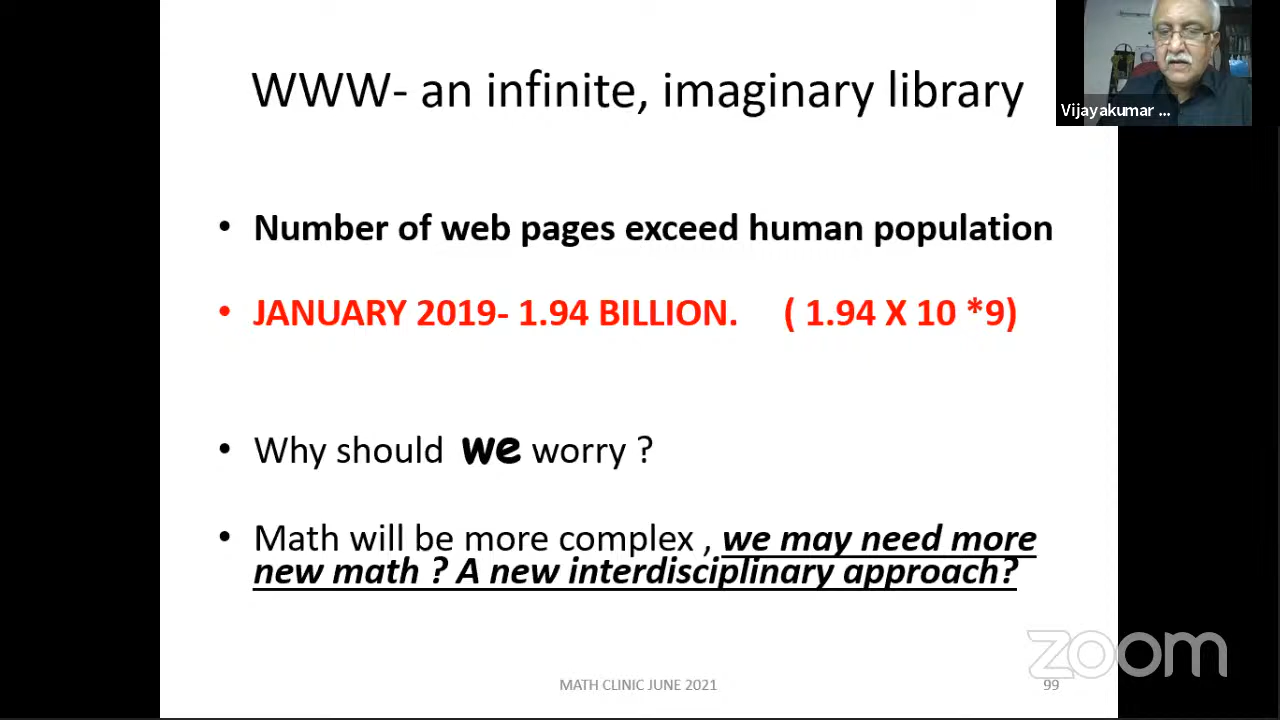 WWW- an infinite, imaginary library
Vijayakumar ...
• Number of web pages exceed human population
• JANUARY 2019- 1.94 BILLION. ( 1.94 X 10 *9)
• Why should we worry ?
• Math will be more complex , we may need more
new math ? A new interdisciplinary approach?
zoom
MATH CLINIC JUNE 2021
99